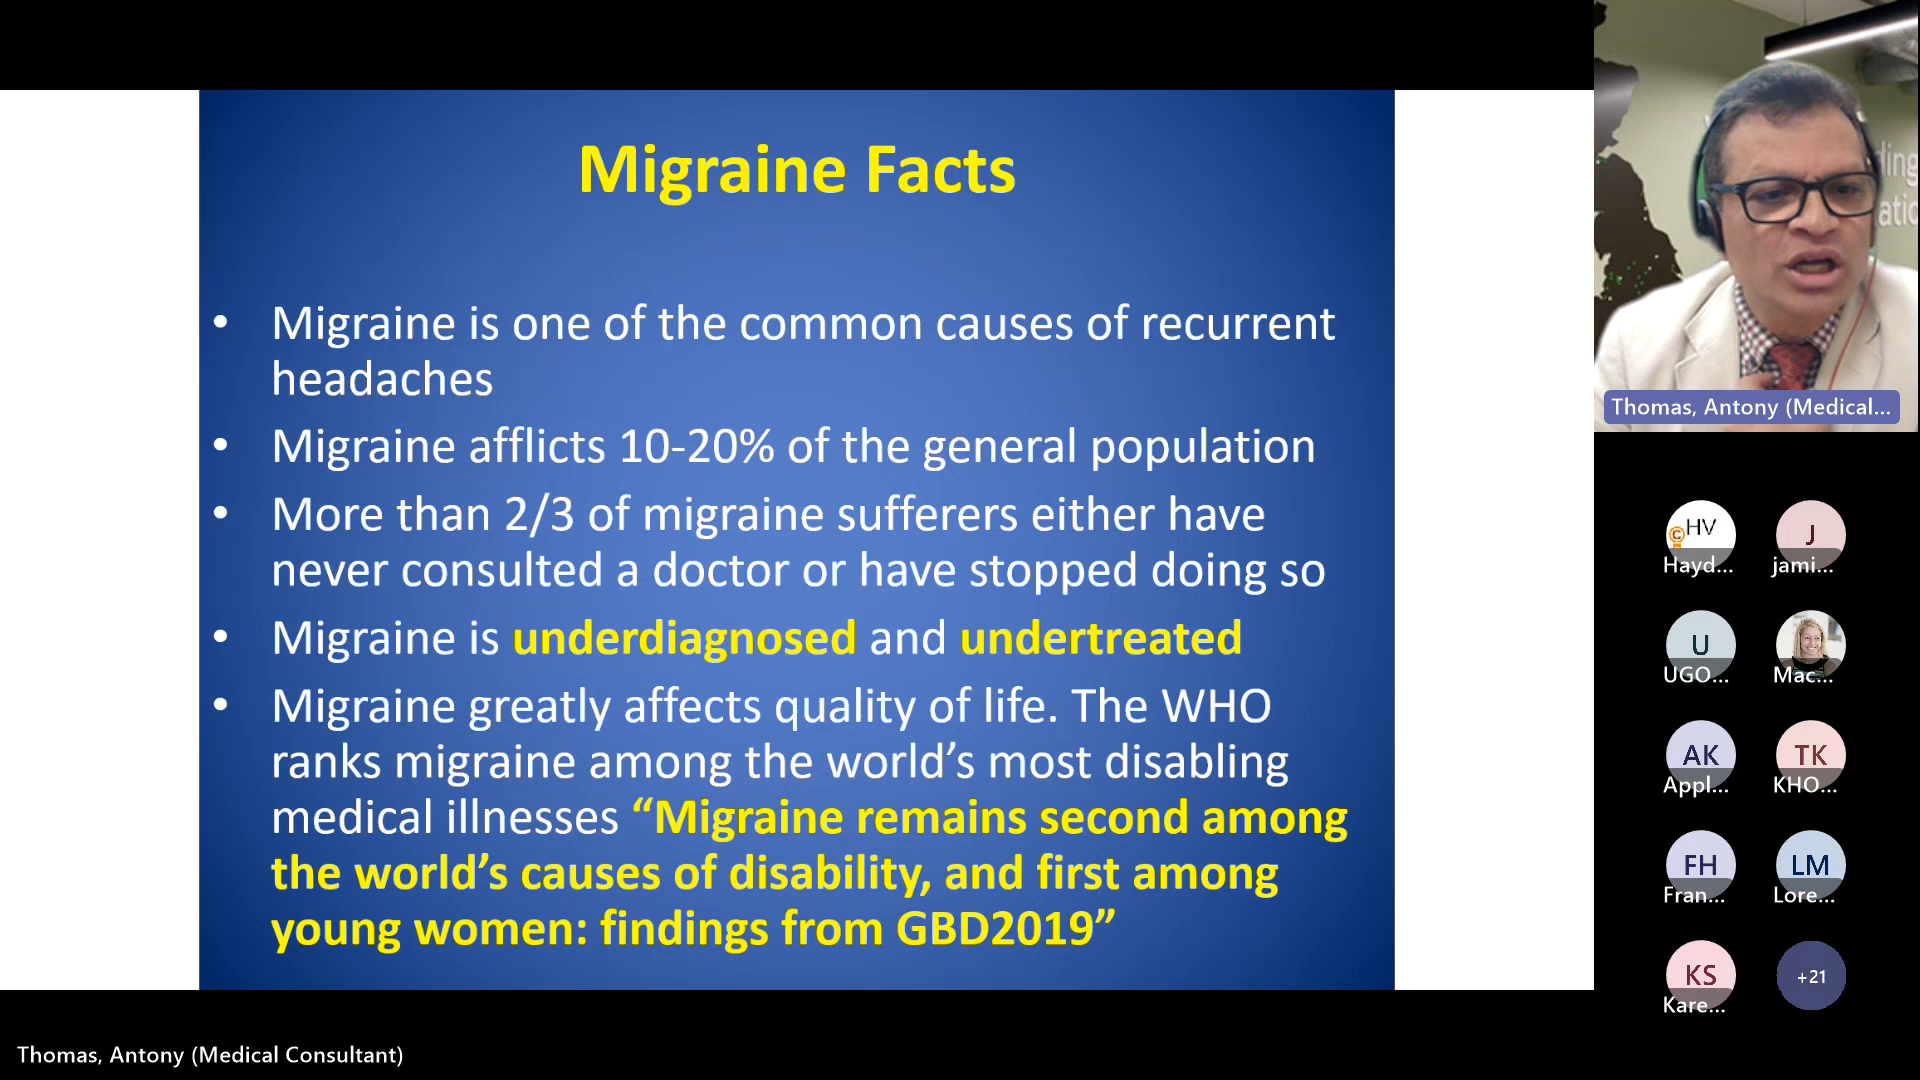 Migraine Facts
• Migraine is one of the common causes of recurrent
headaches
• Migraine afflicts 10-20% of the general population
• More than 2/3 of migraine sufferers either have
never consulted a doctor or have stopped doing so
• Migraine is underdiagnosed and undertreated
• Migraine greatly affects quality of life. The WHO
ranks migraine among the world’s most disabling
medical illnesses “Migraine remains second among
the world’s causes of disability, and first among
young women: findings from GBD2019”
Thomas, Antony (Medical...
HV
Hayd...
J
jami...
U
UGO...
Mac...
AK
Appl...
TK
KHO...
FH
Fran...
LM
Lore...
KS
Kare...
+21
Thomas, Antony (Medical Consultant)